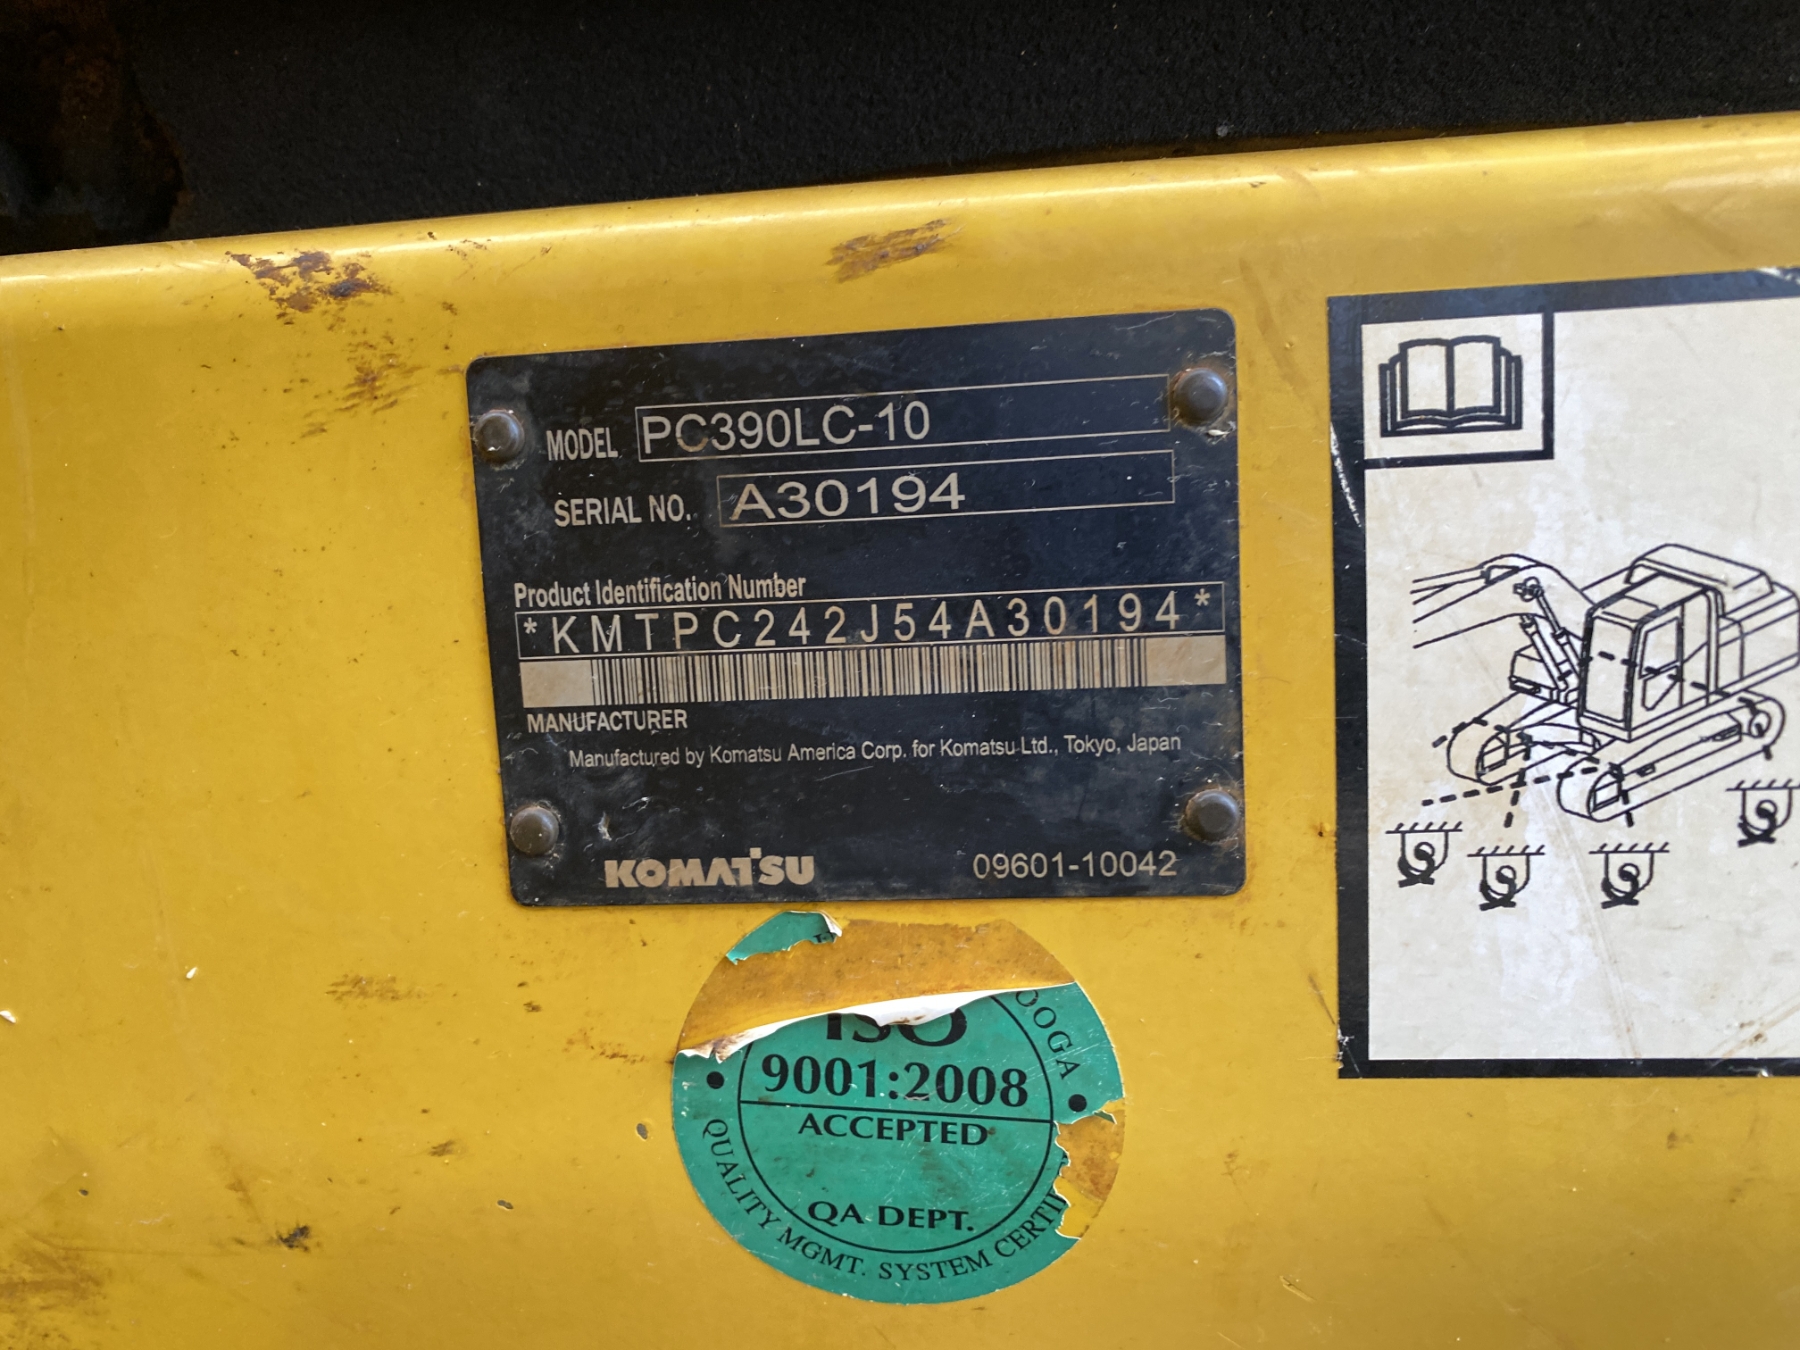 MODEL PC390LC-10
SERIAL NO. A30194
Product Identification Number
*KMTPC242J54A30194*
MANUFACTURER
Manufactured by Komatsu America Corp. for Komatsu Ltd., Tokyo, Japan
KOMATSU 09601-10042
ISO
9001:2008
ACCEPTED
QA DEPT.
QUALITY MGMT. SYSTEM